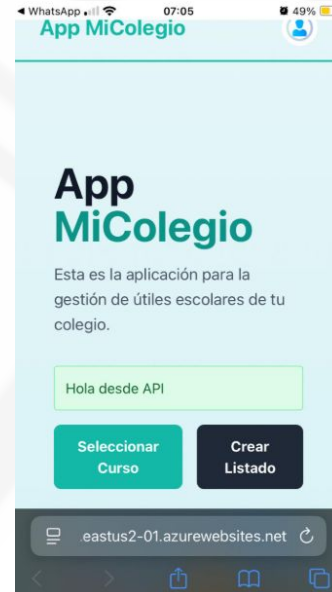 WhatsApp
07:05
49%
App MiColegio
App
MiColegio
Esta es la aplicación para la
gestión de útiles escolares de tu
colegio.
Hola desde API
Seleccionar
Curso
Crear
Listado
.eastus2-01.azurewebsites.net